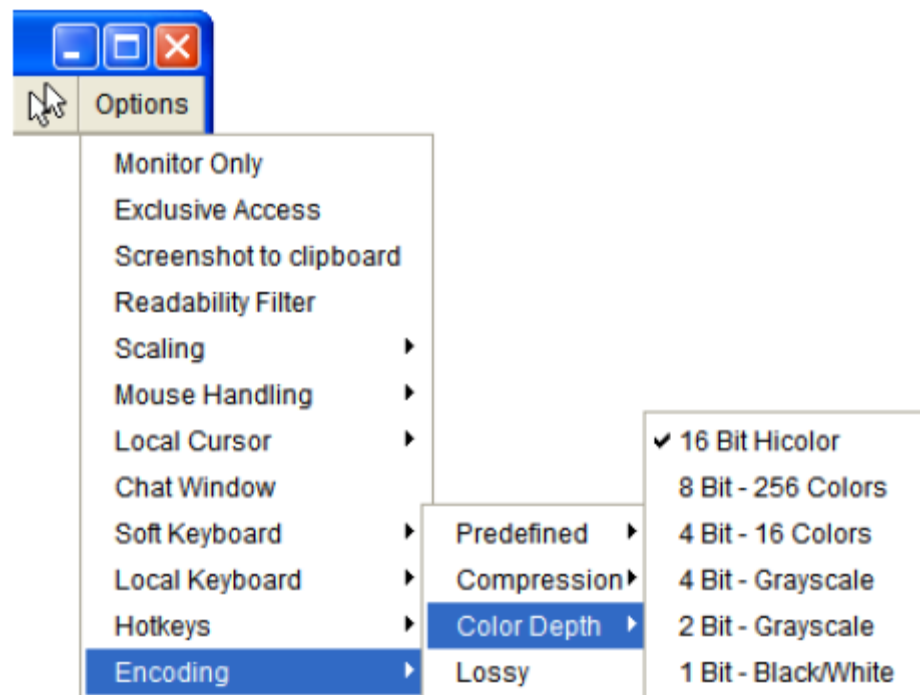 Options
Monitor Only
Exclusive Access
Screenshot to clipboard
Readability Filter
Scaling
Mouse Handling
Local Cursor
Chat Window
Soft Keyboard
Local Keyboard
Hotkeys
Encoding
Predefined
Compression
Color Depth
Lossy
16 Bit Hicolor
8 Bit - 256 Colors
4 Bit - 16 Colors
4 Bit - Grayscale
2 Bit - Grayscale
1 Bit - Black/White